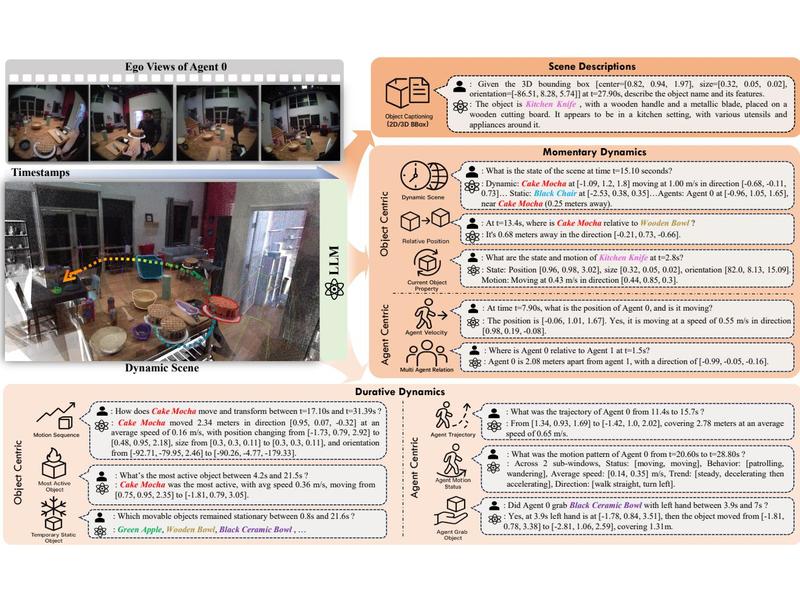 Ego Views of Agent 0
Timestamps
Dynamic Scene
LLM
Scene Descriptions
Object Captioning
(2D/3D BBox)
: Given the 3D bounding box [center=[0.82, 0.94, 1.97], size=[0.32, 0.05, 0.02],
orientation=[-86.51, 8.28, 5.74]] at t=27.90s, describe the object name and its features.
: The object is Kitchen Knife , with a wooden handle and a metallic blade, placed on a
wooden cutting board. It appears to be in a kitchen setting, with various utensils and
appliances around it.
Momentary Dynamics
Object Centric
Dynamic Scene
: What is the state of the scene at time t=15.10 seconds?
: Dynamic: Cake Mocha at [-1.09, 1.2, 1.8] moving at 1.00 m/s in direction [-0.68, -0.11,
0.73]… Static: Black Chair at [-2.53, 0.38, 0.35]…Agents: Agent 0 at [-0.96, 1.05, 1.65],
near Cake Mocha (0.25 meters away).
Relative Position
: At t=13.4s, where is Cake Mocha relative to Wooden Bowl ?
: It's 0.68 meters away in the direction [-0.21, 0.73, -0.66].
Current Object
Property
: What are the state and motion of Kitchen Knife at t=2.8s?
: State: Position [0.96, 0.98, 3.02], size [0.32, 0.05, 0.02], orientation [82.0, 8.13, 15.09].
Motion: Moving at 0.43 m/s in direction [0.44, 0.85, 0.3].
Agent Centric
Agent Velocity
: At time t=7.90s, what is the position of Agent 0, and is it moving?
: The position is [-0.06, 1.01, 1.67]. Yes, it is moving at a speed of 0.55 m/s in direction
[0.98, 0.19, -0.08].
Multi Agent Relation
: Where is Agent 0 relative to Agent 1 at t=1.5s?
: Agent 0 is 2.08 meters apart from agent 1, with a direction of [-0.99, -0.05, -0.16].
Durative Dynamics
Object Centric
Motion Sequence
: How does Cake Mocha move and transform between t=17.10s and t=31.39s ?
: Cake Mocha moved 2.34 meters in direction [0.95, 0.07, -0.32] at an
average speed of 0.16 m/s, with position changing from [-1.73, 0.79, 2.92] to
[0.48, 0.95, 2.18], size from [0.3, 0.3, 0.11] to [0.3, 0.3, 0.11], and orientation
from [-92.71, -79.95, 2.46] to [-90.26, -4.77, -179.33].
Most Active
Object
: What's the most active object between 4.2s and 21.5s ?
: Cake Mocha was the most active, with avg speed 0.36 m/s, moving from
[0.75, 0.95, 2.35] to [-1.81, 0.79, 3.05].
Temporary Static
Object
: Which movable objects remained stationary between 0.8s and 21.6s ?
: Green Apple, Wooden Bowl, Black Ceramic Bowl , …
Agent Centric
Agent Trajectory
: What was the trajectory of Agent 0 from 11.4s to 15.7s ?
: From [1.34, 0.93, 1.69] to [-1.42, 1.0, 2.02], covering 2.78 meters at an average
speed of 0.65 m/s.
Agent Motion
Status
: What was the motion pattern of Agent 0 from t=20.60s to t=28.80s ?
: Across 2 sub-windows, Status: [moving, moving], Behavior: [patrolling,
wandering], Average speed: [0.14, 0.35] m/s, Trend: [steady, decelerating then
accelerating], Direction: [walk straight, turn left].
Agent Grab
Object
: Did Agent 0 grab Black Ceramic Bowl with left hand between 3.9s and 7s ?
: Yes, at 3.9s left hand is at [-1.78, 0.84, 3.51], then the object moved from [-1.81,
0.78, 3.38] to [-2.81, 1.06, 2.59], covering 1.31m.